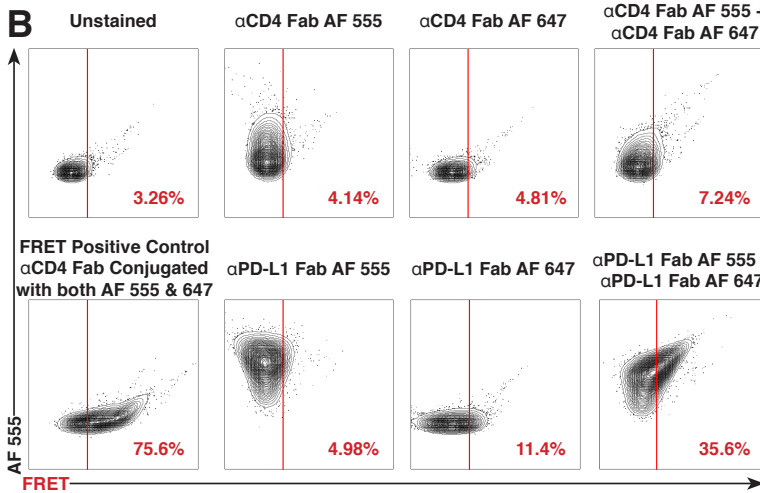 B
Unstained
αCD4 Fab AF 555
αCD4 Fab AF 647
αCD4 Fab AF 555 -
αCD4 Fab AF 647
3.26%
4.14%
4.81%
7.24%
FRET Positive Control
αCD4 Fab Conjugated
with both AF 555 & 647
αPD-L1 Fab AF 555
αPD-L1 Fab AF 647
αPD-L1 Fab AF 555
αPD-L1 Fab AF 647
75.6%
4.98%
11.4%
35.6%
AF 555
FRET